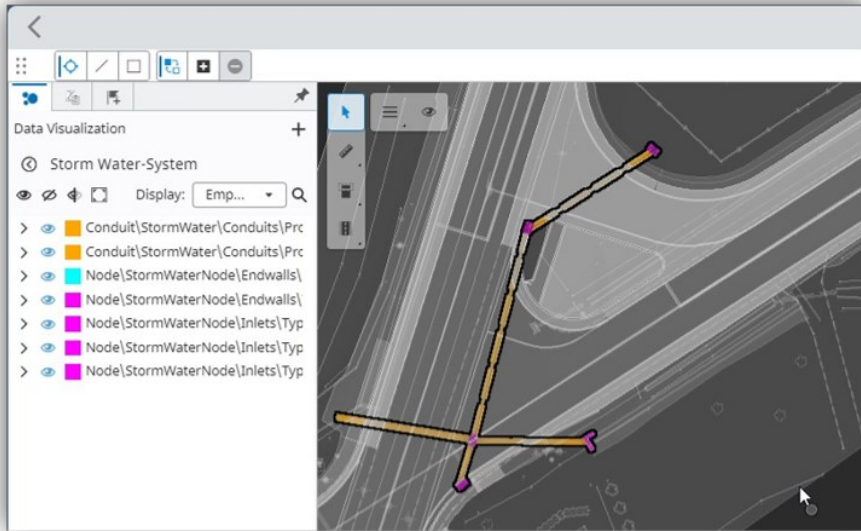 Data Visualization
Storm Water-System
Display: Emp...
Conduit\StormWater\Conduits\Prc
Conduit\StormWater\Conduits\Prc
Node\StormWaterNode\Endwalls\
Node\StormWaterNode\Endwalls\
Node\StormWaterNode\Inlets\Typ
Node\StormWaterNode\Inlets\Typ
Node\StormWaterNode\Inlets\Typ